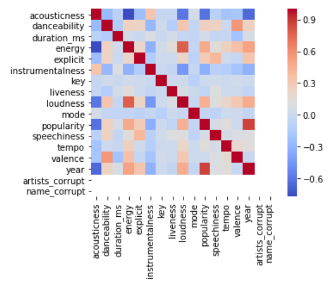 acousticness
danceability
duration_ms
energy
explicit
instrumentalness
key
liveness
loudness
mode
popularity
speechiness
tempo
valence
year
artists_corrupt
name_corrupt
acousticness
danceability
duration_ms
energy
explicit
instrumentalness
key
liveness
loudness
mode
popularity
speechiness
tempo
valence
year
artists_corrupt
name_corrupt
0.9
0.6
0.3
0.0
−0.3
−0.6